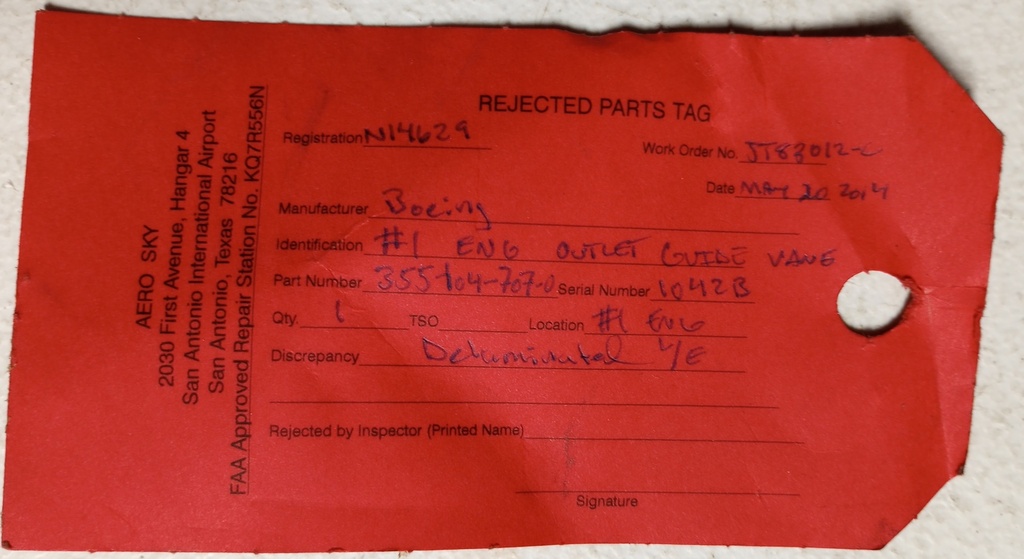 REJECTED PARTS TAG
Registration N14629
Work Order No.
Date MAY 20 2014
Manufacturer Boeing
Identification #1 ENG OUTLET GUIDE VANE
Part Number 355104-707-0 Serial Number 1042B
Qty. 1 TSO Location #1 ENG
Discrepancy L/E
Rejected by Inspector (Printed Name)
Signature
AERO SKY
2030 First Avenue, Hangar 4
San Antonio International Airport
San Antonio, Texas 78216
FAA Approved Repair Station No. KQ7R556N